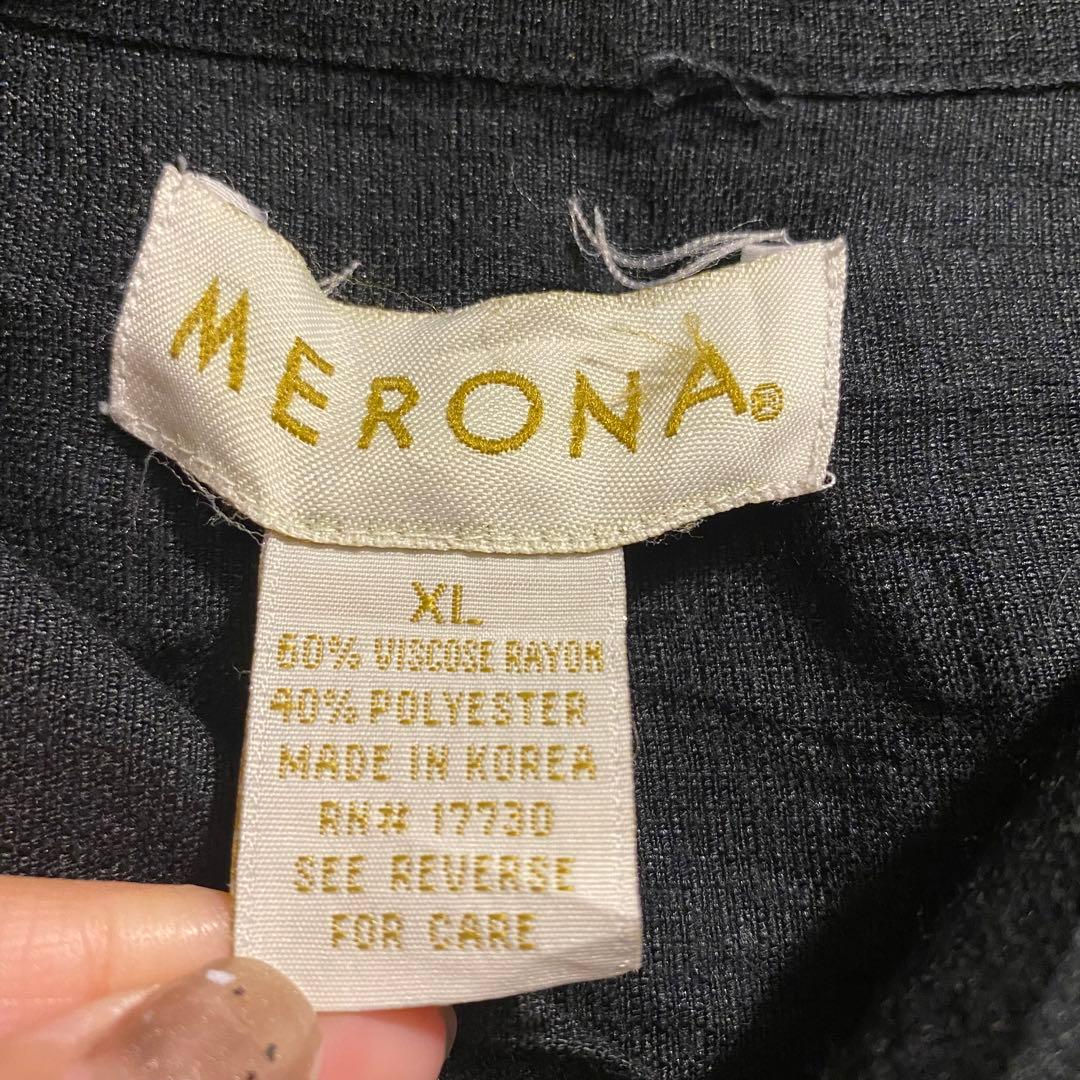 MERONA®
XL
60% VISCOSE RAYON
40% POLYESTER
MADE IN KOREA
RN# 17730
SEE REVERSE
FOR CARE